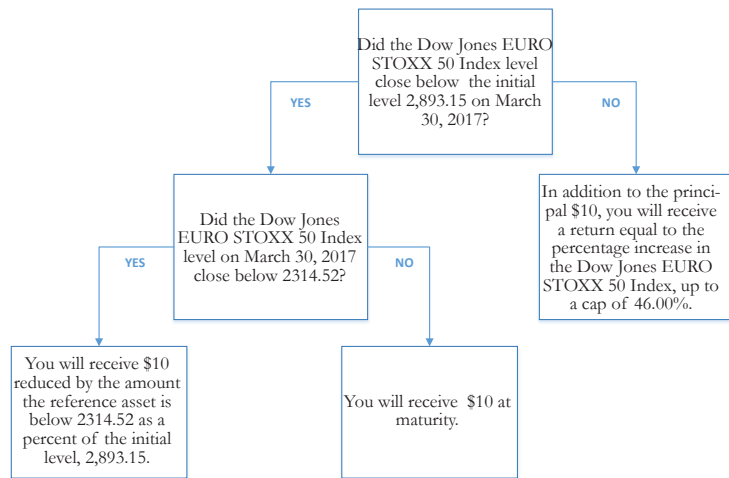 Did the Dow Jones EURO
STOXX 50 Index level
close below the initial
level 2,893.15 on March
30, 2017?
YES
NO
Did the Dow Jones
EURO STOXX 50 Index
level on March 30, 2017
close below 2314.52?
In addition to the princi-
pal $10, you will receive
a return equal to the
percentage increase in
the Dow Jones EURO
STOXX 50 Index, up to
a cap of 46.00%.
YES
NO
You will receive $10
reduced by the amount
the reference asset is
below 2314.52 as a
percent of the initial
level, 2,893.15.
You will receive $10 at
maturity.